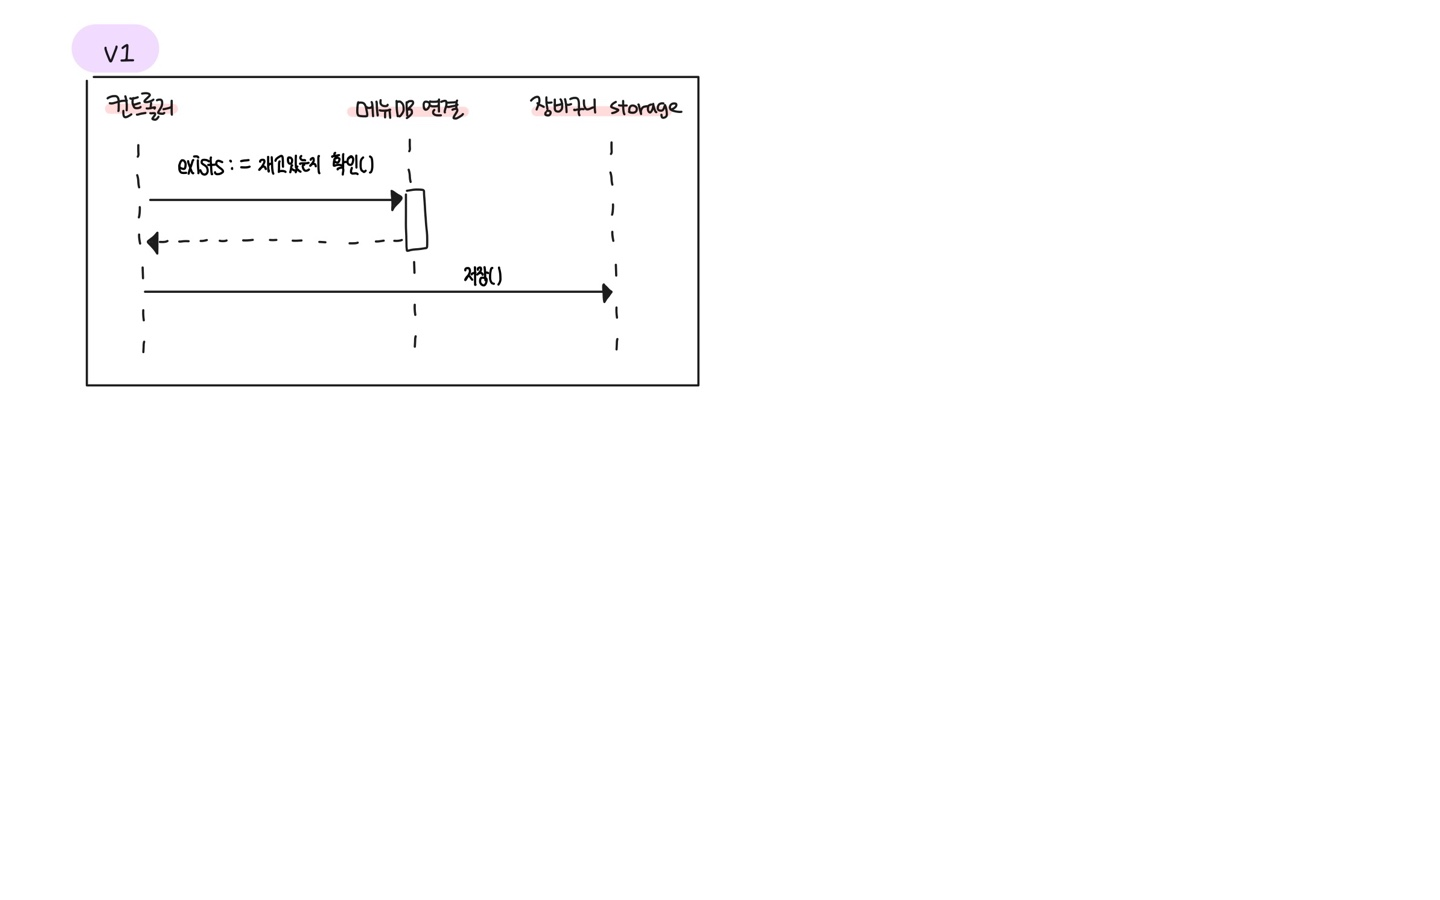 V1
컨트롤러 메뉴DB 연결 장바구니 storage
exists := 재고있는지 확인()
저장()